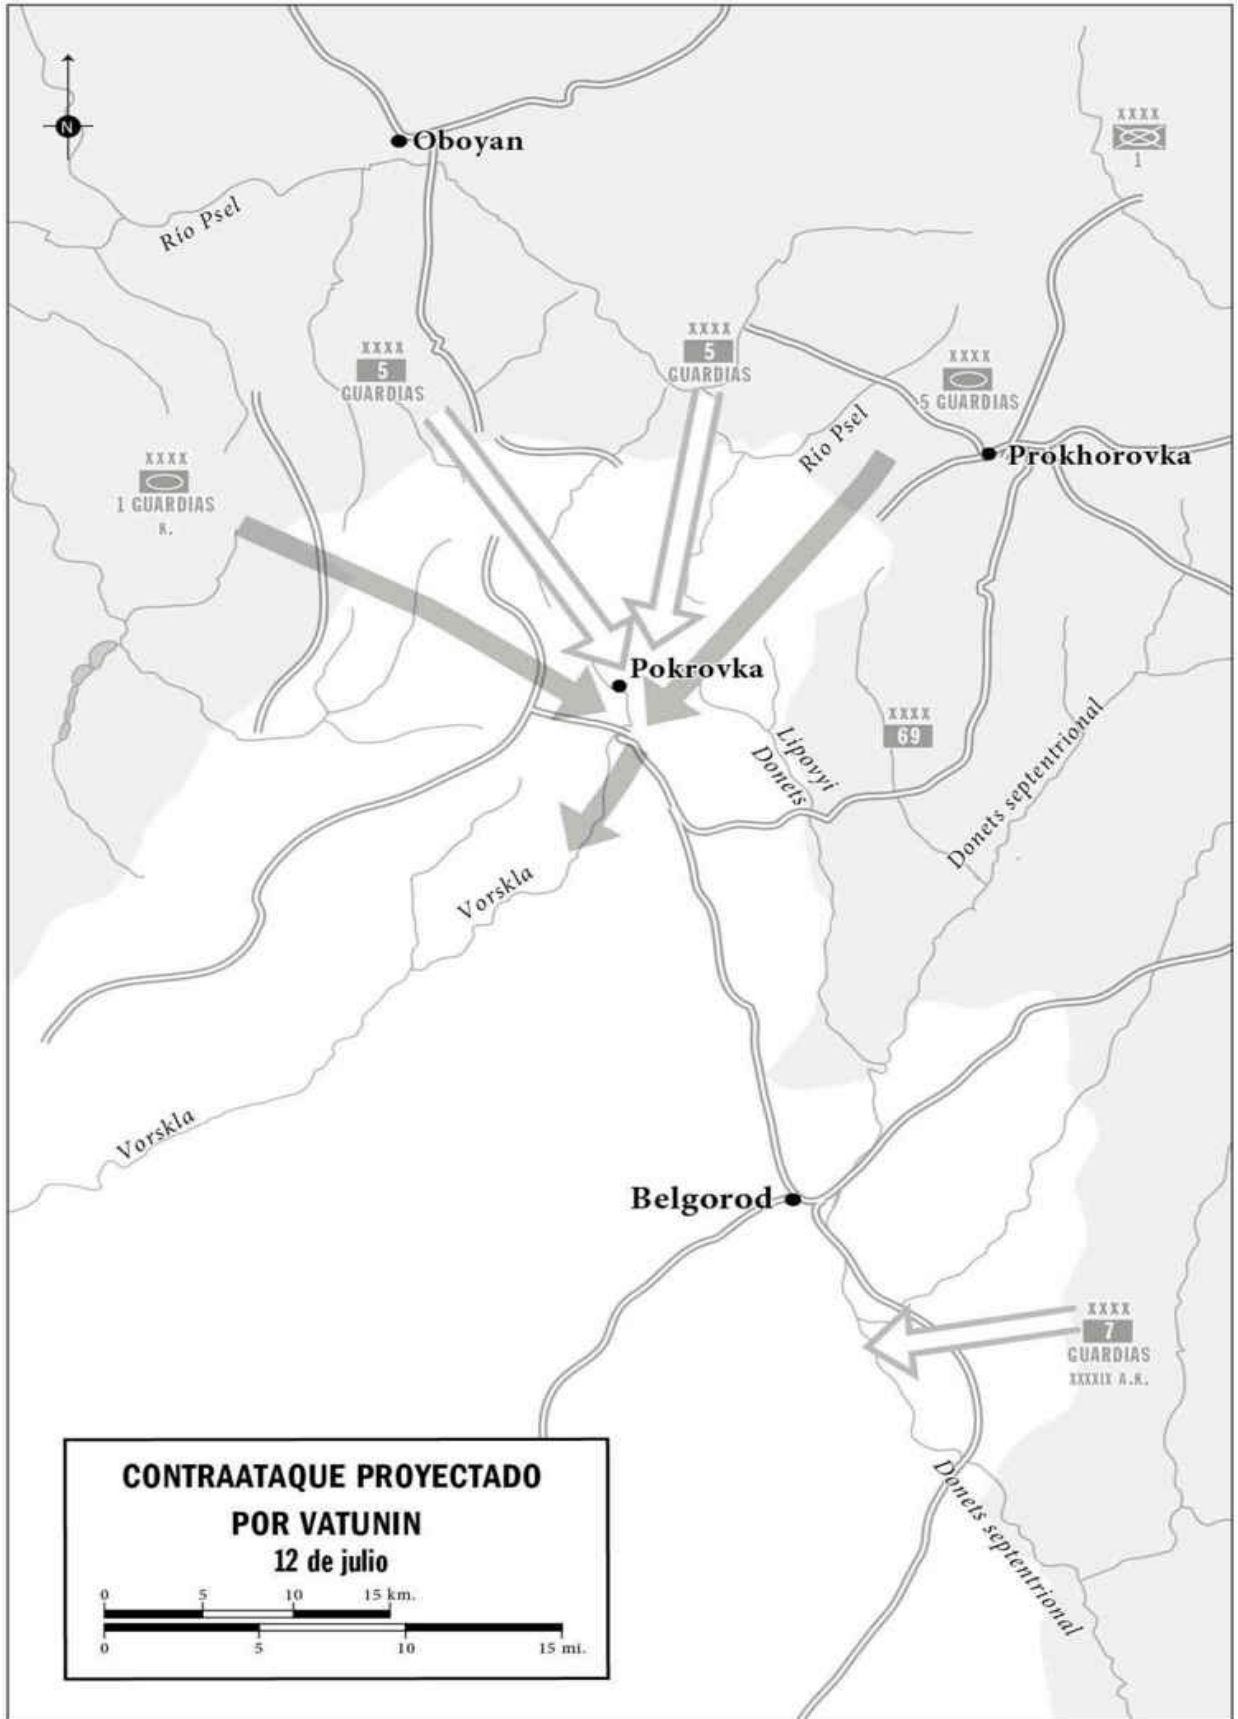 N
Oboyan
XXXX
1
Río Psel
XXXX
5
GUARDIAS
XXXX
5
GUARDIAS
XXXX
5 GUARDIAS
Río Psel
Prokhorovka
XXXX
1 GUARDIAS
K.
Pokrovka
XXXX
69
Lipovyi
Donets
Donets septentrional
Vorskla
Vorskla
Belgorod
XXXX
7
GUARDIAS
XXXXIX A.K.
Donets septentrional
CONTRAATAQUE PROYECTADO
POR VATUNIN
12 de julio
0 5 10 15 km.
0 5 10 15 mi.